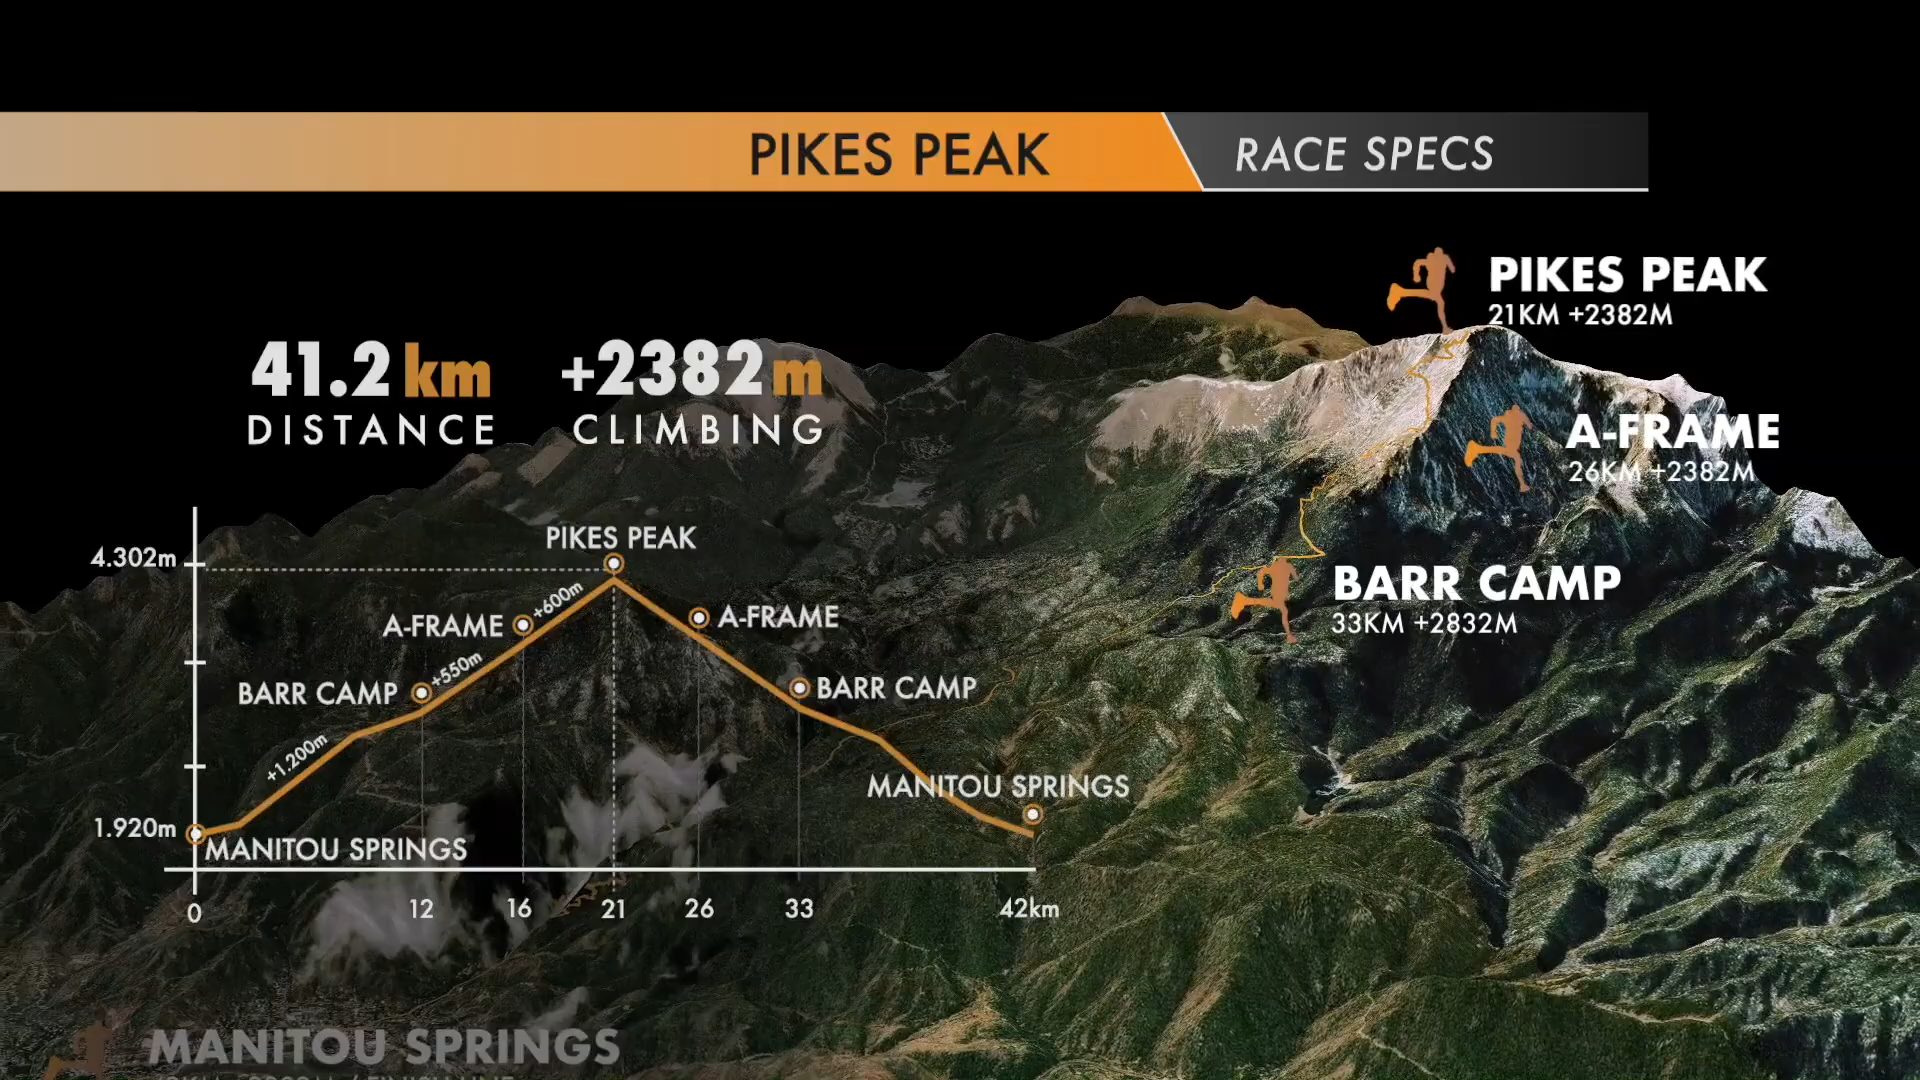 PIKES PEAK
RACE SPECS
PIKES PEAK
21KM +2382M
41.2 km
DISTANCE
+2382 m
CLIMBING
A-FRAME
26KM +2382M
BARR CAMP
33KM +2832M
4.302m
PIKES PEAK
+600m
A-FRAME
A-FRAME
+550m
BARR CAMP
BARR CAMP
+1.200m
MANITOU SPRINGS
1.920m
MANITOU SPRINGS
0
12
16
21
26
33
42km
MANITOU SPRINGS